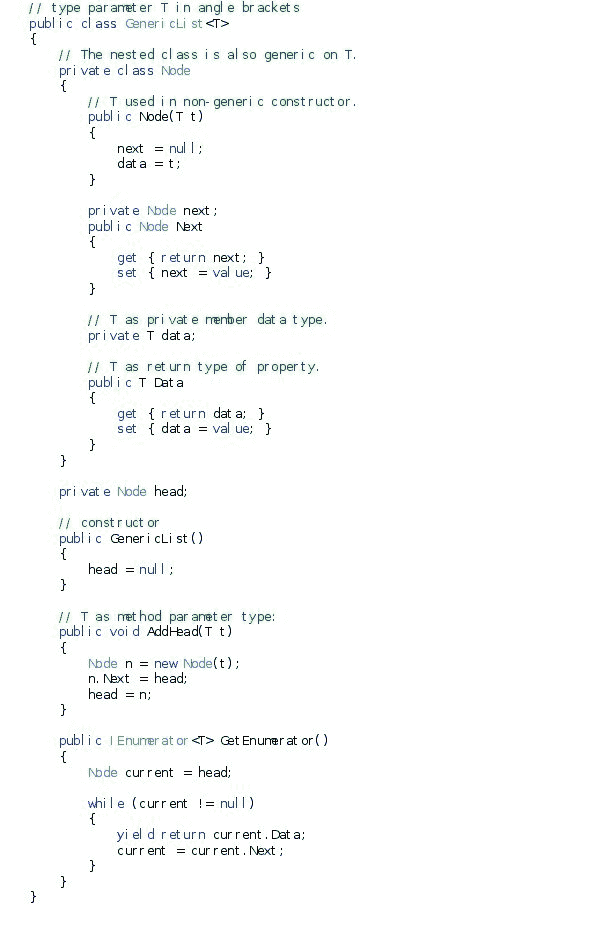 // type parameter T in angle brackets
public class GenericList<T>
{
    // The nested class is also generic on T.
    private class Node
    {
        // T used in non-generic constructor.
        public Node(T t)
        {
            next = null;
            data = t;
        }

        private Node next;
        public Node Next
        {
            get { return next; }
            set { next = value; }
        }

        // T as private member data type.
        private T data;

        // T as return type of property.
        public T Data
        {
            get { return data; }
            set { data = value; }
        }
    }

    private Node head;

    // constructor
    public GenericList()
    {
        head = null;
    }

    // T as method parameter type:
    public void AddHead(T t)
    {
        Node n = new Node(t);
        n.Next = head;
        head = n;
    }

    public IEnumerator<T> GetEnumerator()
    {
        Node current = head;

        while (current != null)
        {
            yield return current.Data;
            current = current.Next;
        }
    }
}